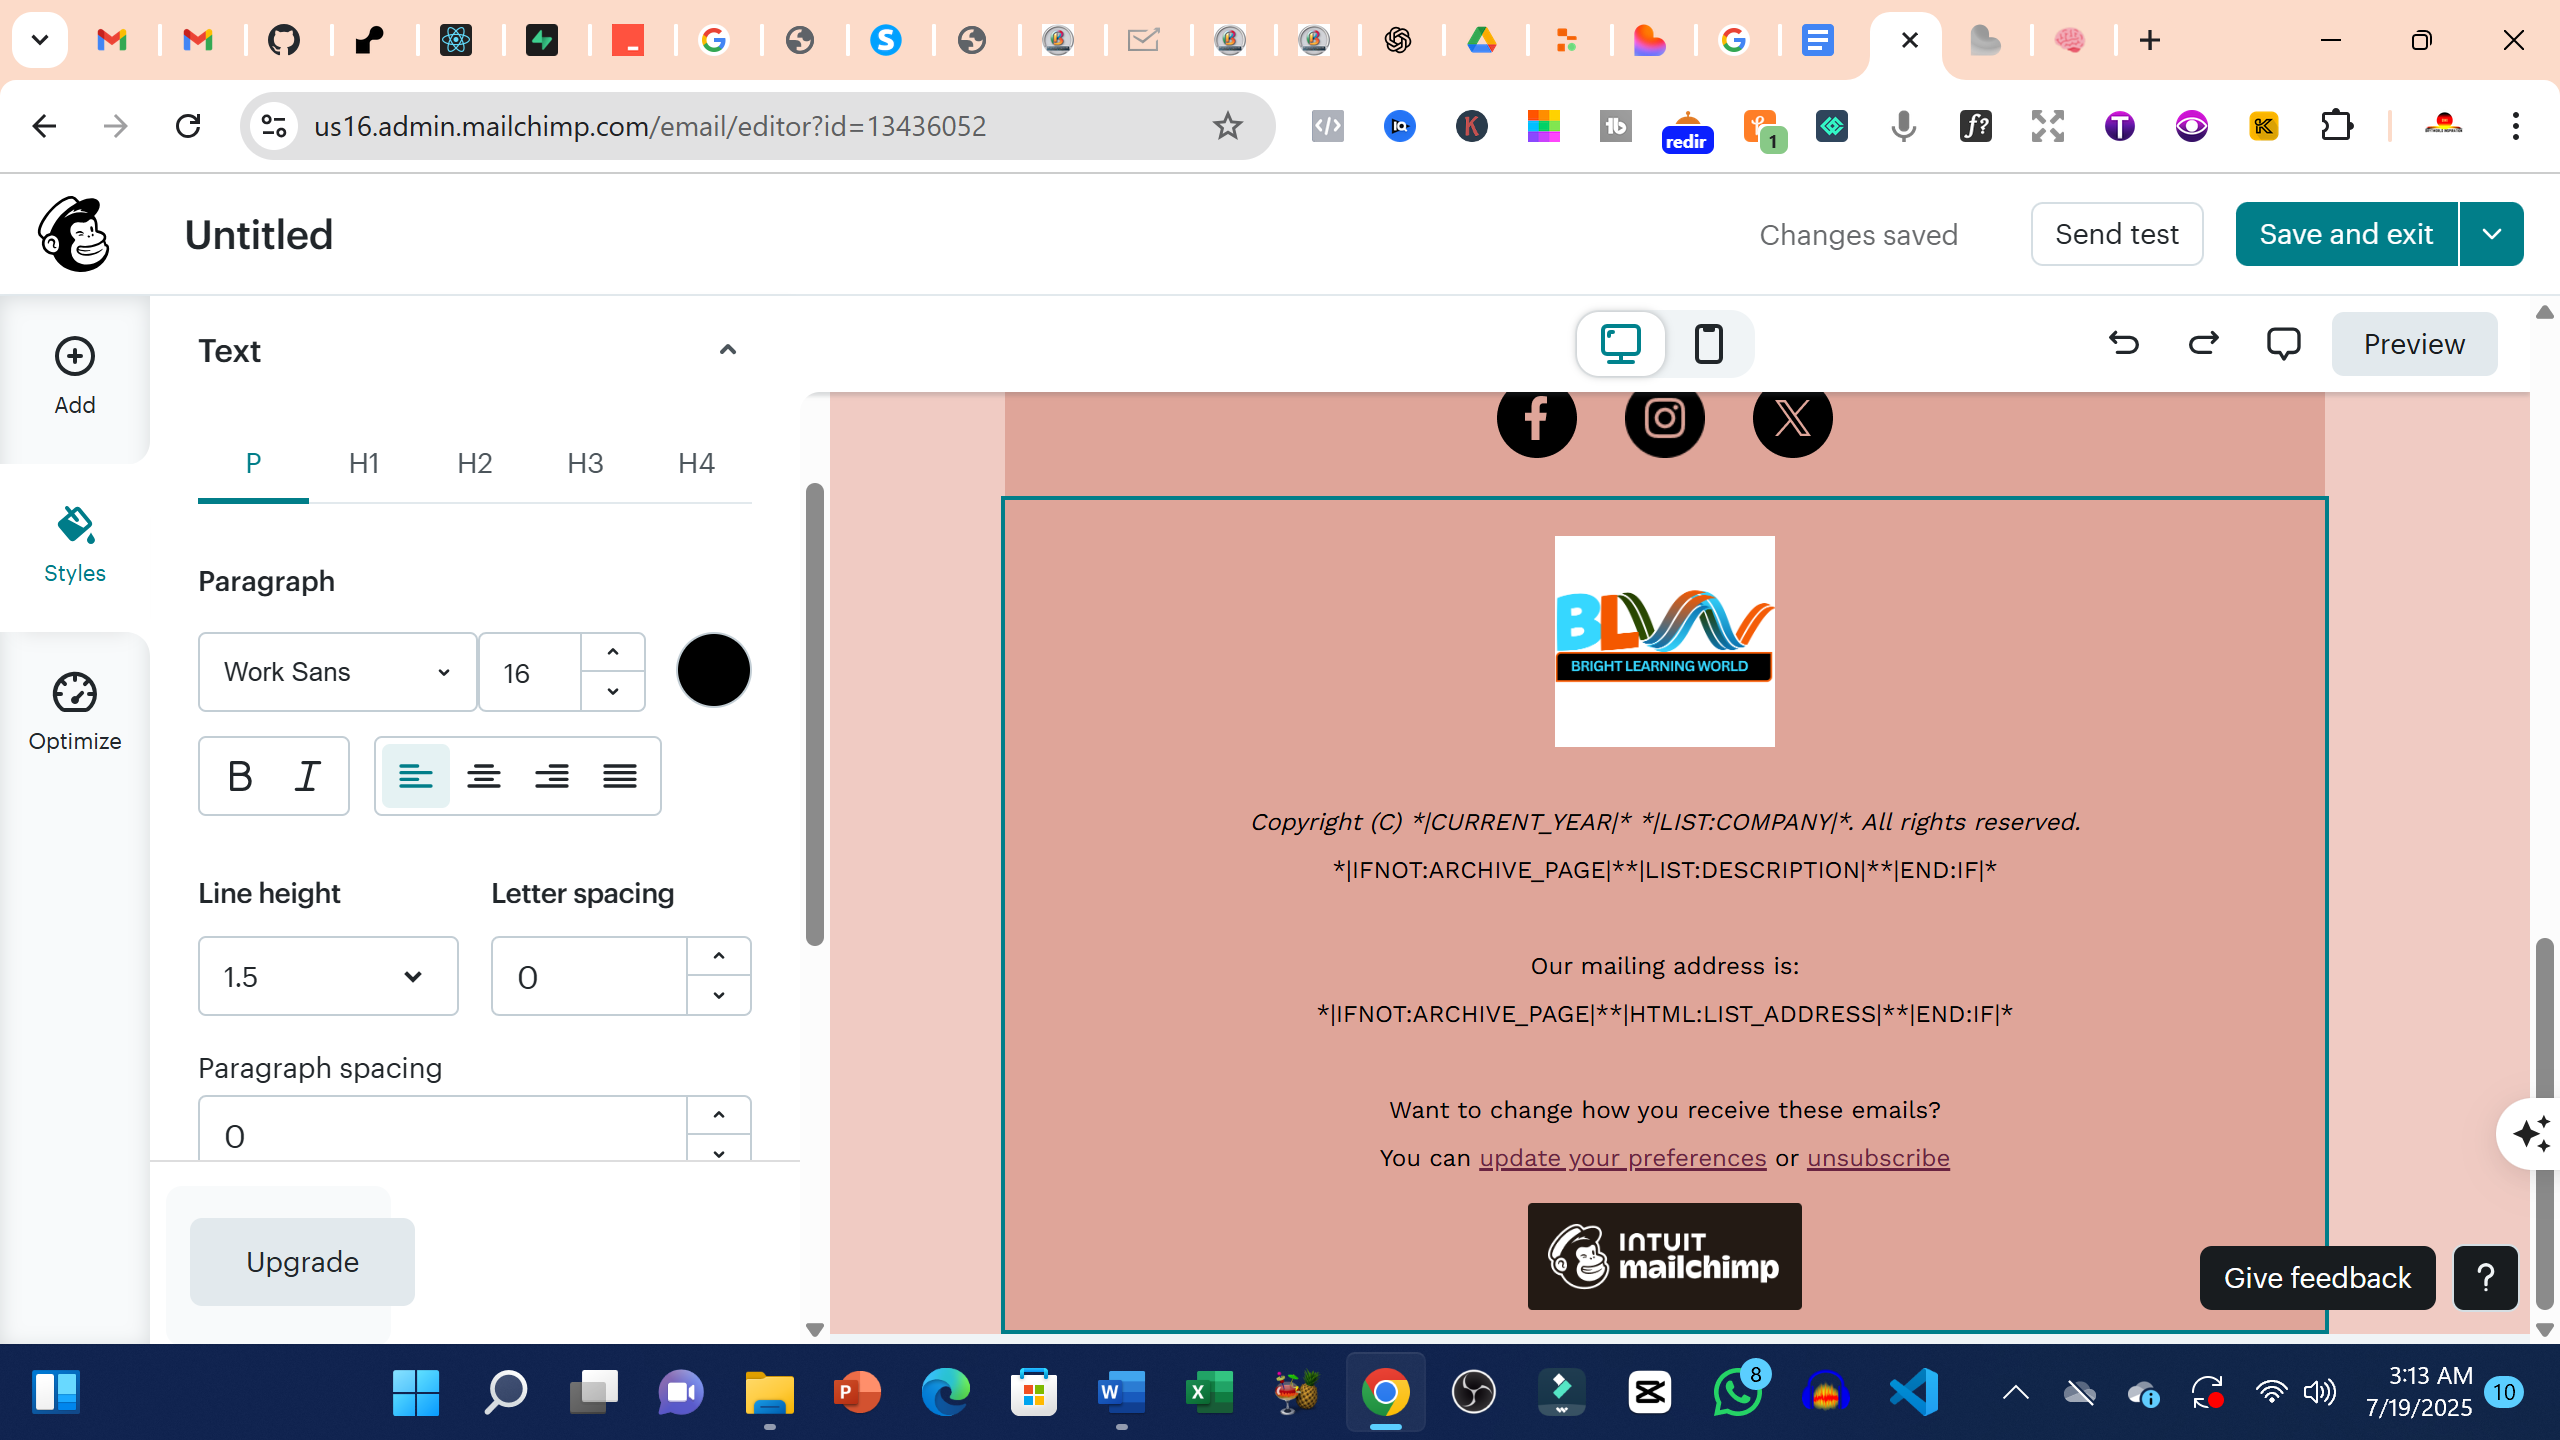 us16.admin.mailchimp.com/email/editor?id=13436052
redir
1
Untitled
Changes saved
Send test
Save and exit
Add
Styles
Optimize
Text
Preview
P H1 H2 H3 H4
Paragraph
Work Sans
16
B I
Line height
Letter spacing
1.5
0
Paragraph spacing
0
Upgrade
BLW
BRIGHT LEARNING WORLD
Copyright (C) *|CURRENT_YEAR|* *|LIST:COMPANY|*. All rights reserved.
*|IFNOT:ARCHIVE_PAGE|**|LIST:DESCRIPTION|**|END:IF|*
Our mailing address is:
*|IFNOT:ARCHIVE_PAGE|**|HTML:LIST_ADDRESS|**|END:IF|*
Want to change how you receive these emails?
You can update your preferences or unsubscribe
INTUIT
mailchimp
Give feedback
?
8
3:13 AM
7/19/2025
10